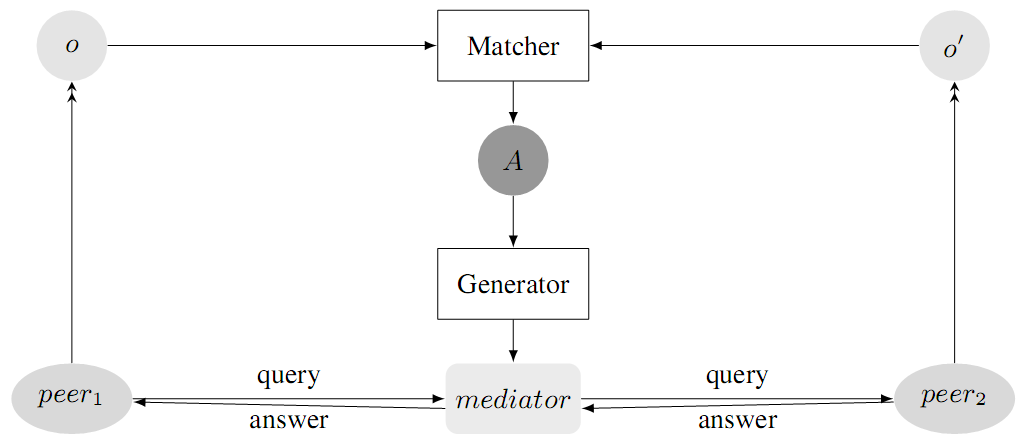 o
Matcher
o′
A
Generator
query
query
peer₁
mediator
peer₂
answer
answer